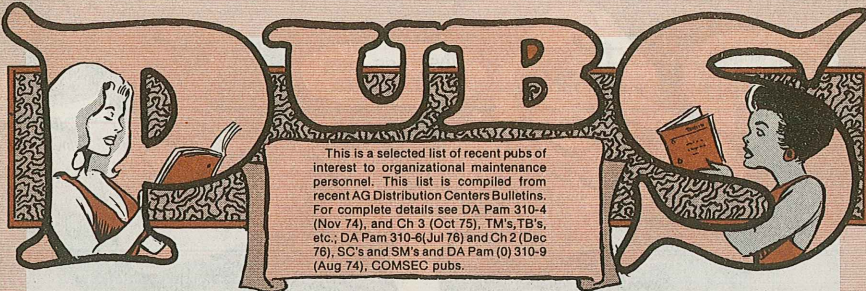 PUBS
This is a selected list of recent pubs of
interest to organizational maintenance
personnel. This list is compiled from
recent AG Distribution Centers Bulletins.
For complete details see DA Pam 310-4
(Nov 74), and Ch 3 (Oct 75), TM's,TB's,
etc.; DA Pam 310-6(Jul 76) and Ch 2 (Dec
76), SC's and SM's and DA Pam (0) 310-9
(Aug 74), COMSEC pubs.